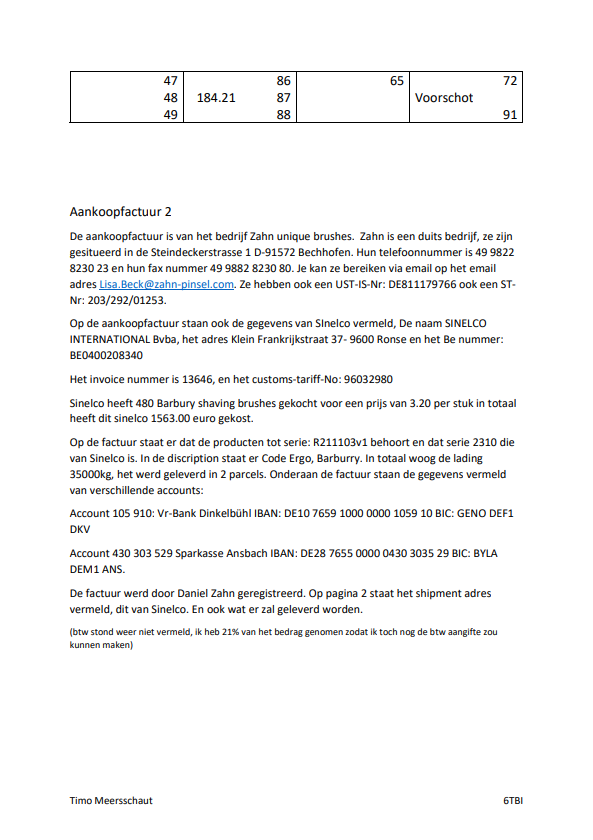 47 86 65 72
48 184.21 87 Voorschot
49 88 91
Aankoopfactuur 2
De aankoopfactuur is van het bedrijf Zahn unique brushes. Zahn is een duits bedrijf, ze zijn
gesitueerd in de Steindeckerstrasse 1 D-91572 Bechhofen. Hun telefoonnummer is 49 9822
8230 23 en hun fax nummer 49 9882 8230 80. Je kan ze bereiken via email op het email
adres Lisa.Beck@zahn-pinsel.com. Ze hebben ook een UST-IS-Nr: DE811179766 ook een ST-
Nr: 203/292/01253.
Op de aankoopfactuur staan ook de gegevens van SInelco vermeld, De naam SINELCO
INTERNATIONAL Bvba, het adres Klein Frankrijkstraat 37- 9600 Ronse en het Be nummer:
BE0400208340
Het invoice nummer is 13646, en het customs-tariff-No: 96032980
Sinelco heeft 480 Barbury shaving brushes gekocht voor een prijs van 3.20 per stuk in totaal
heeft dit sinelco 1563.00 euro gekost.
Op de factuur staat er dat de producten tot serie: R211103v1 behoort en dat serie 2310 die
van Sinelco is. In de discription staat er Code Ergo, Barburry. In totaal woog de lading
35000kg, het werd geleverd in 2 parcels. Onderaan de factuur staan de gegevens vermeld
van verschillende accounts:
Account 105 910: Vr-Bank Dinkelbühl IBAN: DE10 7659 1000 0000 1059 10 BIC: GENO DEF1
DKV
Account 430 303 529 Sparkasse Ansbach IBAN: DE28 7655 0000 0430 3035 29 BIC: BYLA
DEM1 ANS.
De factuur werd door Daniel Zahn geregistreerd. Op pagina 2 staat het shipment adres
vermeld, dit van Sinelco. En ook wat er zal geleverd worden.
(btw stond weer niet vermeld, ik heb 21% van het bedrag genomen zodat ik toch nog de btw aangifte zou
kunnen maken)
Timo Meersschaut 6TBI